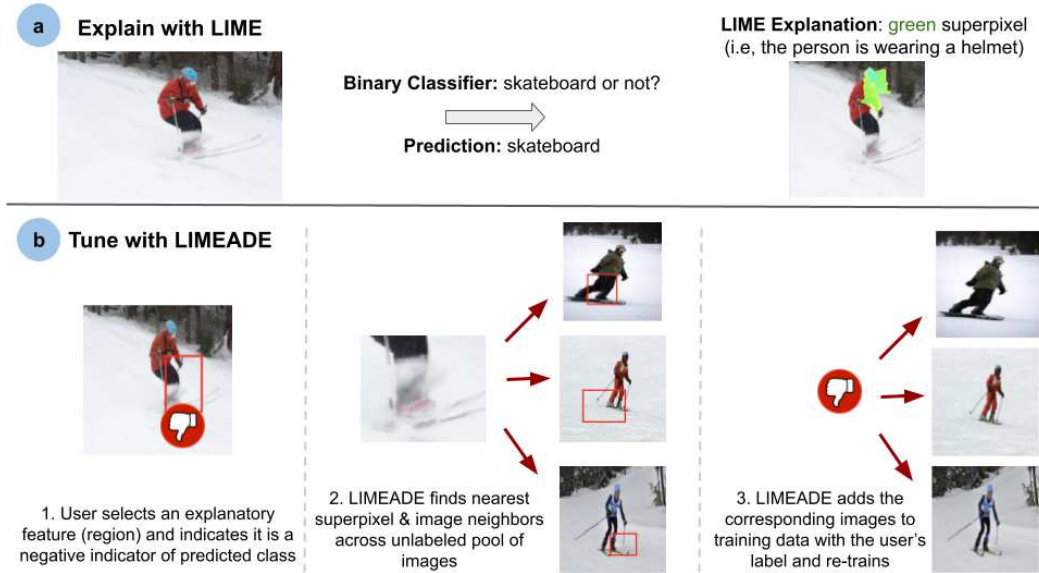 a
Explain with LIME
Binary Classifier: skateboard or not?
Prediction: skateboard
LIME Explanation: green superpixel
(i.e, the person is wearing a helmet)
b
Tune with LIMEADE
1. User selects an explanatory
feature (region) and indicates it is a
negative indicator of predicted class
2. LIMEADE finds nearest
superpixel & image neighbors
across unlabeled pool of
images
3. LIMEADE adds the
corresponding images to
training data with the user's
label and re-trains